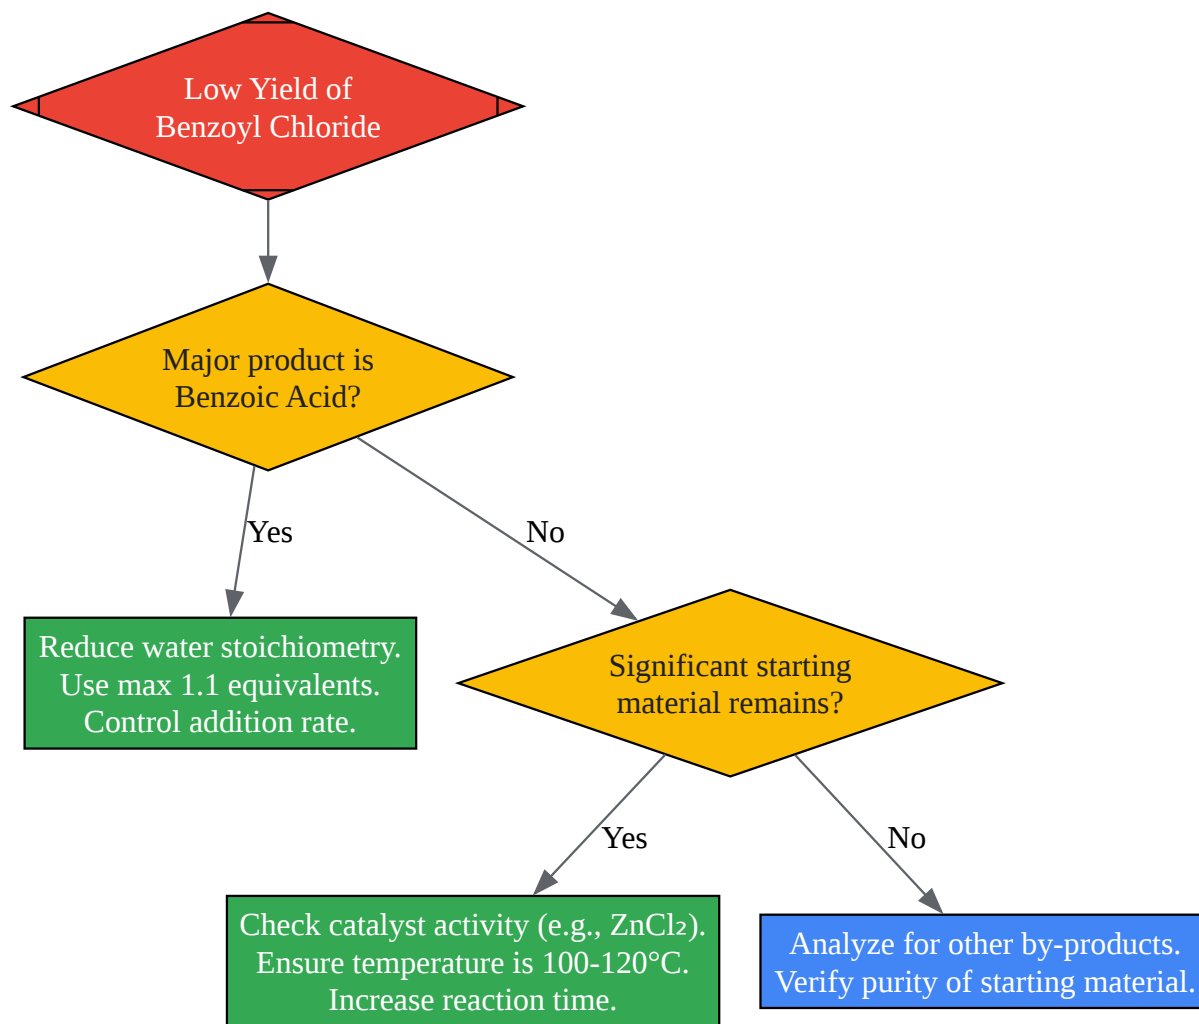 Low Yield of
Benzoyl Chloride
Major product is
Benzoic Acid?
Yes
No
Reduce water stoichiometry.
Use max 1.1 equivalents.
Control addition rate.
Significant starting
material remains?
Yes
No
Check catalyst activity (e.g., ZnCl₂).
Ensure temperature is 100-120°C.
Increase reaction time.
Analyze for other by-products.
Verify purity of starting material.